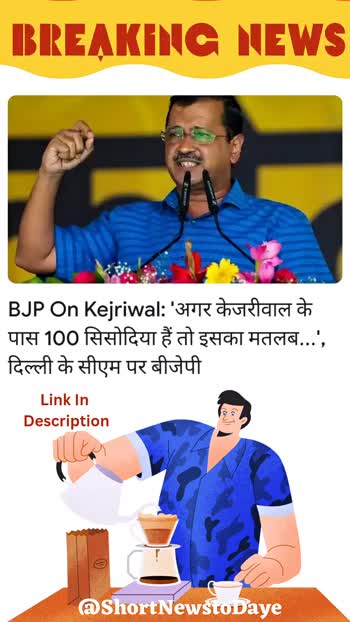 BREAKING NEWS
BJP On Kejriwal: 'अगर केजरीवाल के
पास 100 सिसोदिया हैं तो इसका मतलब...',
दिल्ली के सीएम पर बीजेपी
Link In
Description
@ShortNewstoDaye